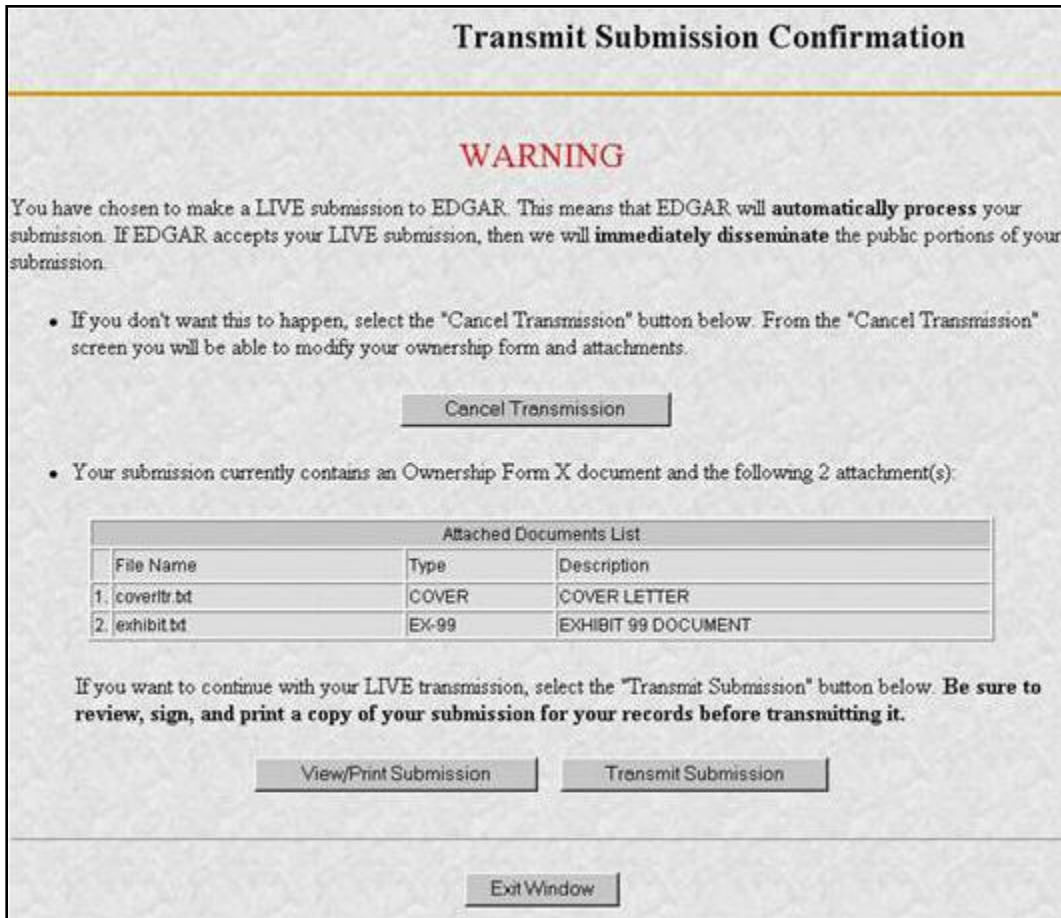 Transmit Submission Confirmation
WARNING
You have chosen to make a LIVE submission to EDGAR. This means that EDGAR will automatically process your
submission. If EDGAR accepts your LIVE submission, then we will immediately disseminate the public portions of your
submission.
• If you don't want this to happen, select the "Cancel Transmission" button below. From the "Cancel Transmission"
screen you will be able to modify your ownership form and attachments.
Cancel Transmission
• Your submission currently contains an Ownership Form X document and the following 2 attachment(s):
Attached Documents List
File Name Type Description
1. coverltr.txt COVER COVER LETTER
2. exhibit.txt EX-99 EXHIBIT 99 DOCUMENT
If you want to continue with your LIVE transmission, select the "Transmit Submission" button below. Be sure to
review, sign, and print a copy of your submission for your records before transmitting it.
View/Print Submission Transmit Submission
Exit Window